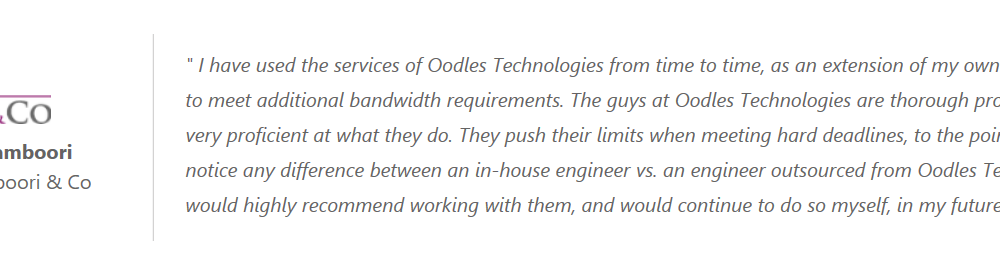 &Co
amboori
boori & Co
" I have used the services of Oodles Technologies from time to time, as an extension of my own
to meet additional bandwidth requirements. The guys at Oodles Technologies are thorough pro
very proficient at what they do. They push their limits when meeting hard deadlines, to the poin
notice any difference between an in-house engineer vs. an engineer outsourced from Oodles Te
would highly recommend working with them, and would continue to do so myself, in my future